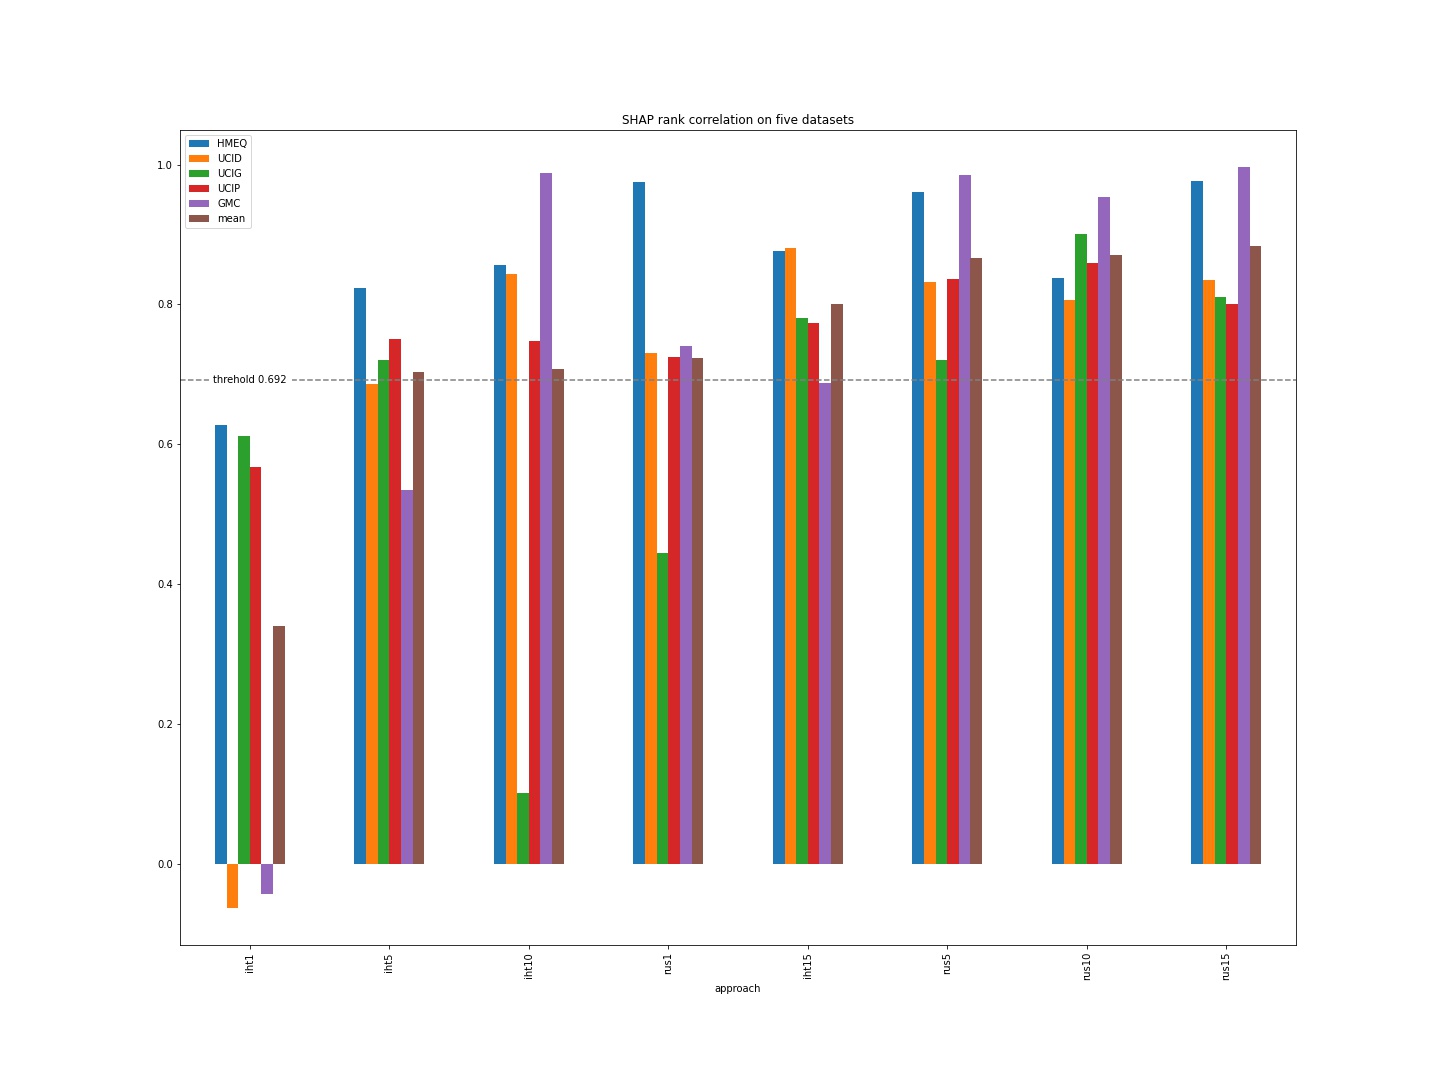 SHAP rank correlation on five datasets
HMEQ
UCID
UCIG
UCIP
GMC
mean
1.0
0.8
threhold 0.692
0.6
0.4
0.2
0.0
iht1
iht5
iht10
rus1
iht15
rus5
rus10
rus15
approach